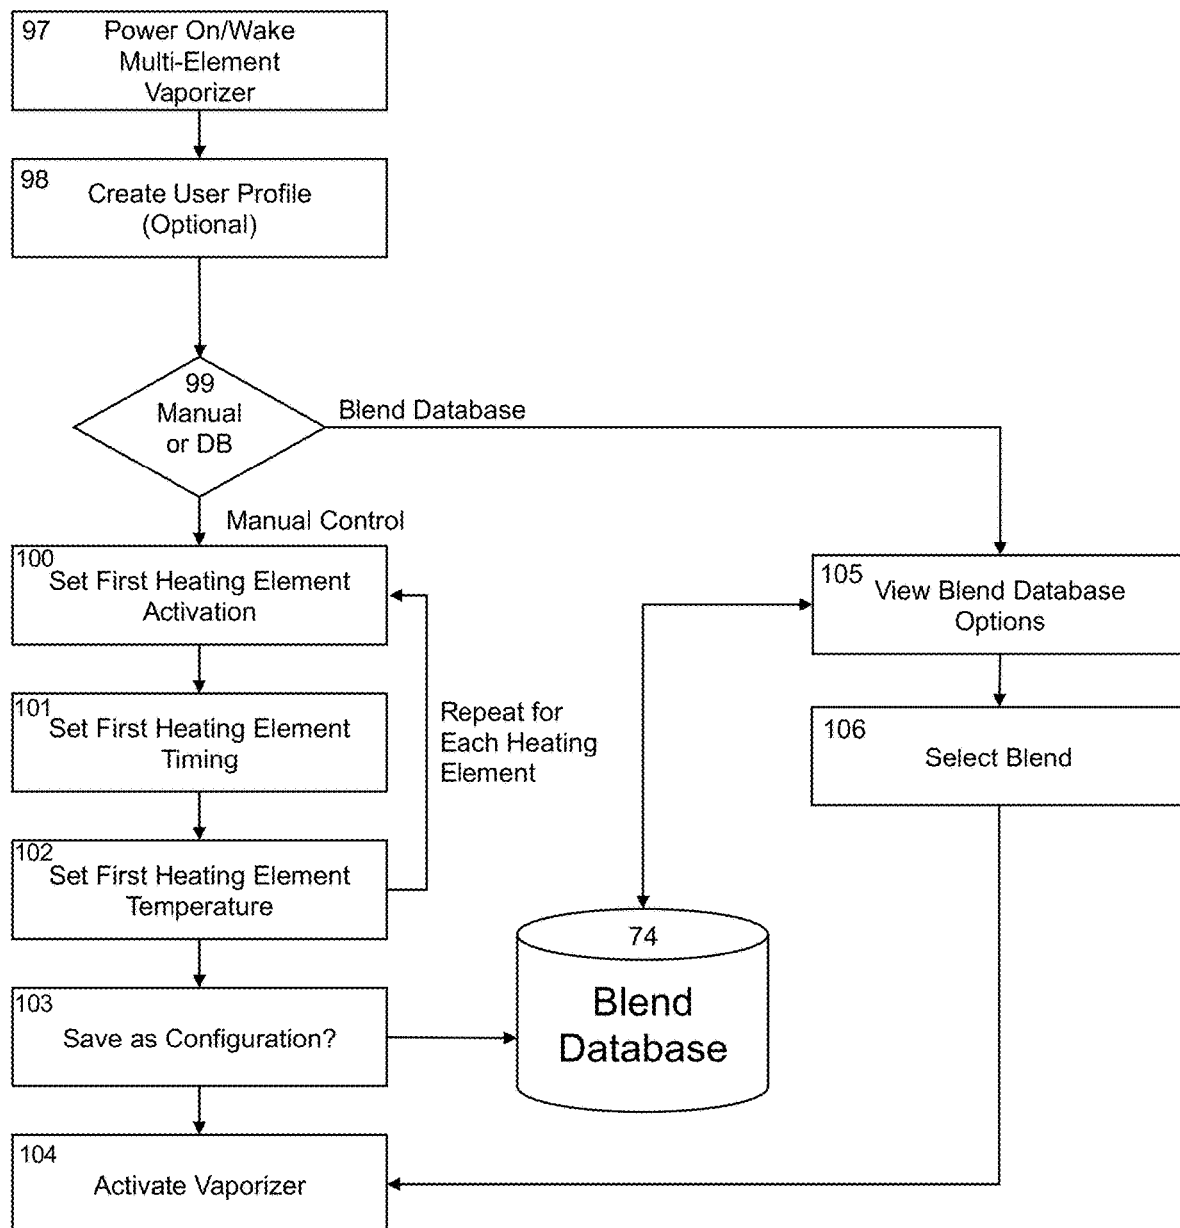 97
Power On/Wake
Multi-Element
Vaporizer
98
Create User Profile
(Optional)
99
Manual
or DB
Blend Database
Manual Control
100
Set First Heating Element
Activation
101
Set First Heating Element
Timing
102
Set First Heating Element
Temperature
Repeat for
Each Heating
Element
103
Save as Configuration?
104
Activate Vaporizer
74
Blend
Database
105
View Blend Database
Options
106
Select Blend